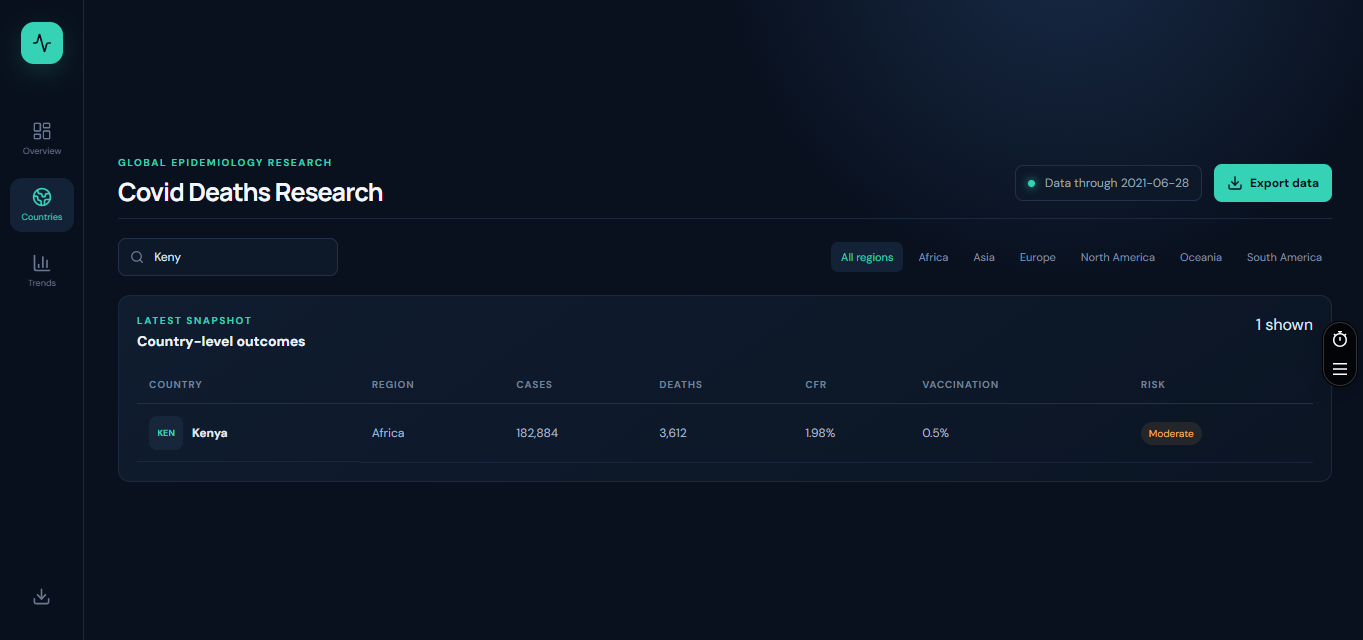 Overview
Countries
Trends
GLOBAL EPIDEMIOLOGY RESEARCH
Covid Deaths Research
Data through 2021-06-28
Export data
Keny
All regions Africa Asia Europe North America Oceania South America
LATEST SNAPSHOT
Country-level outcomes
1 shown
COUNTRY REGION CASES DEATHS CFR VACCINATION RISK
KEN Kenya Africa 182,884 3,612 1.98% 0.5% Moderate